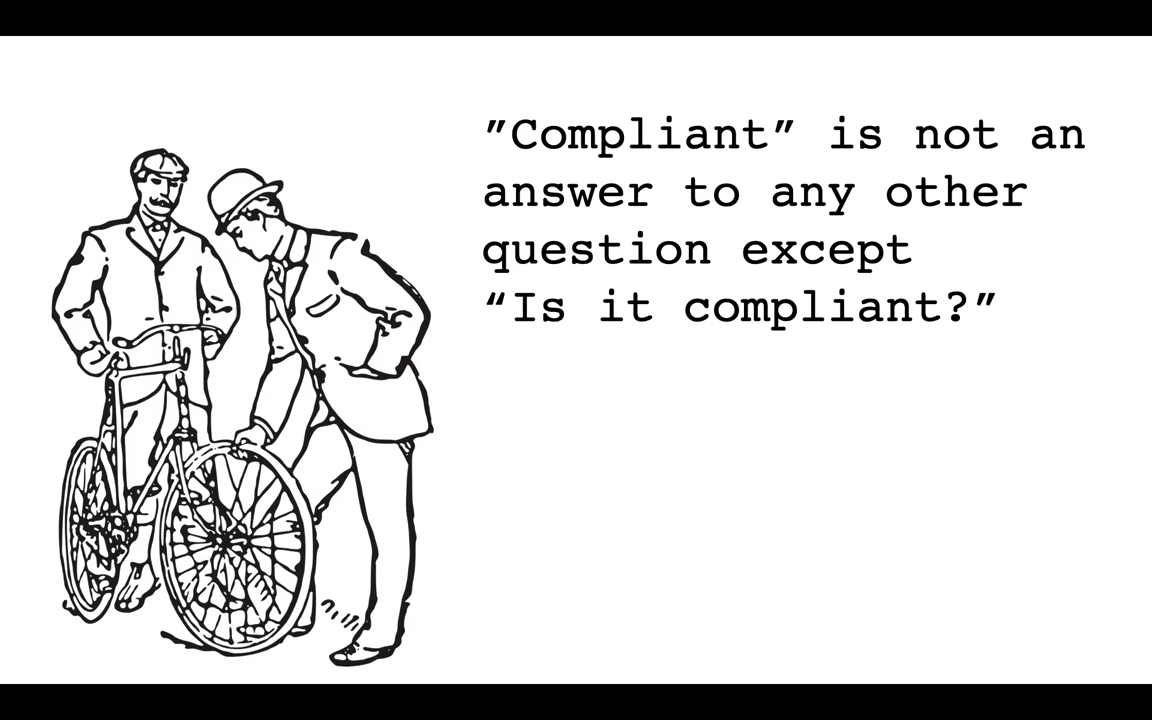 ”Compliant” is not an
answer to any other
question except
“Is it compliant?”